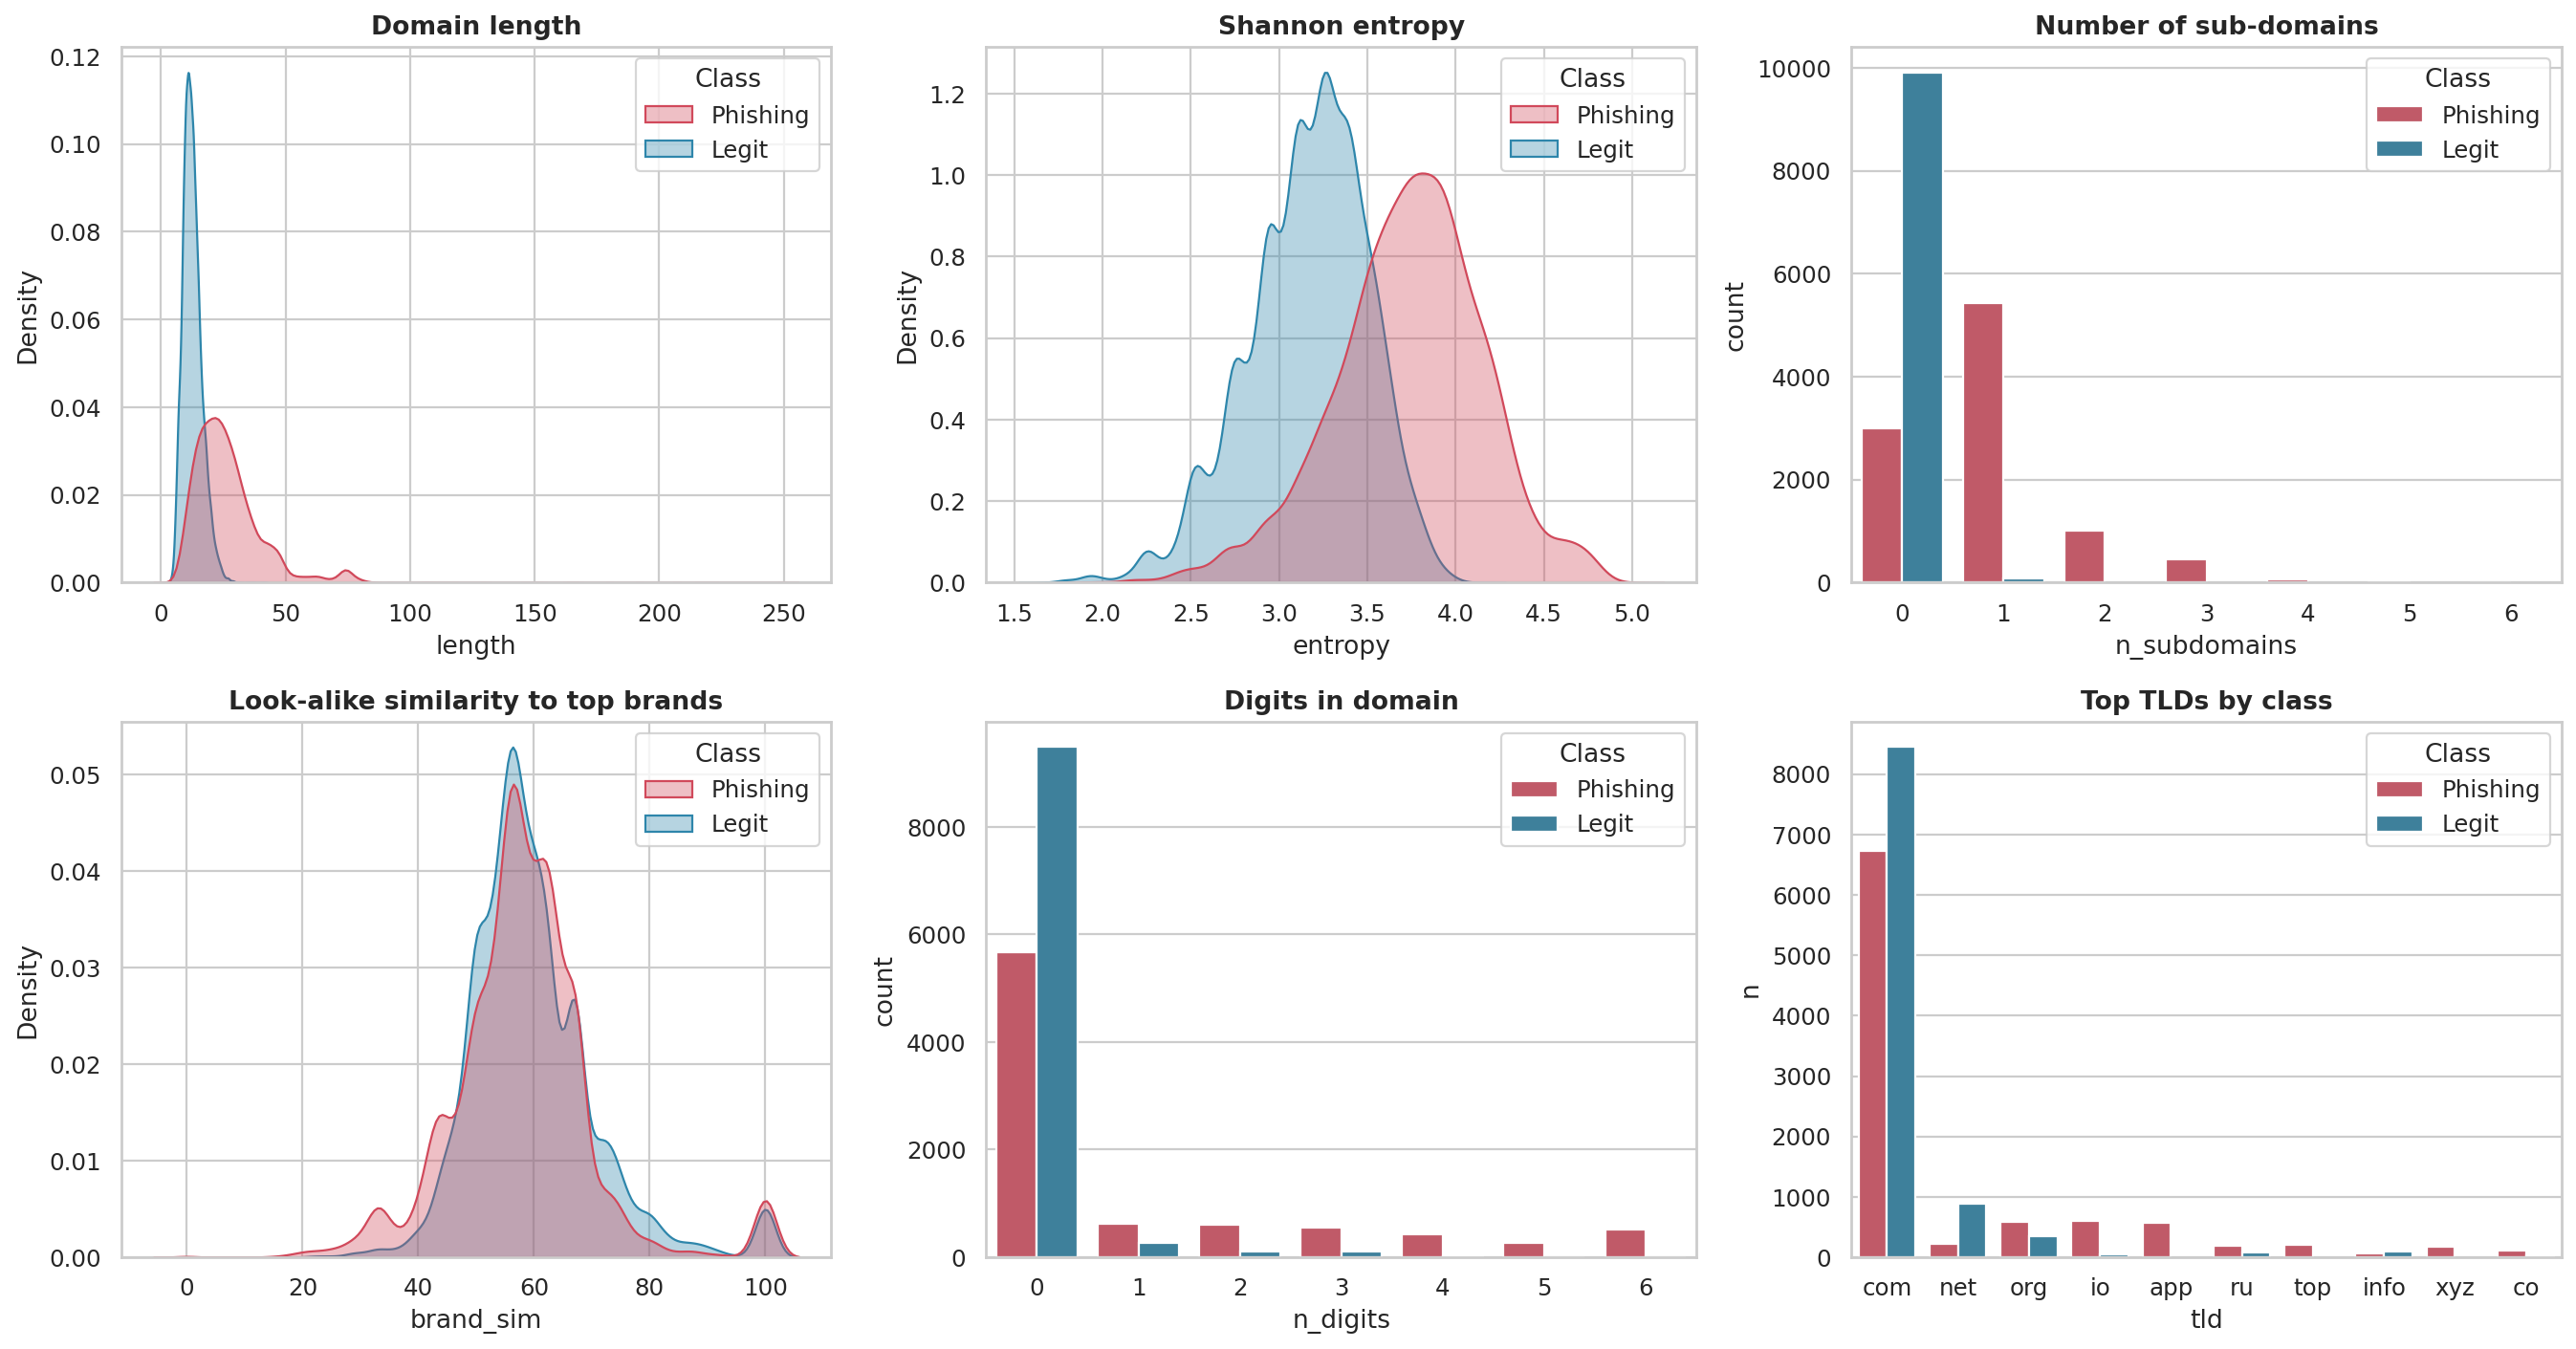 Domain length
Density
0.12
0.10
0.08
0.06
0.04
0.02
0.00
Class
Phishing
Legit
0 50 100 150 200 250
length
Shannon entropy
Density
1.2
1.0
0.8
0.6
0.4
0.2
0.0
Class
Phishing
Legit
1.5 2.0 2.5 3.0 3.5 4.0 4.5 5.0
entropy
Number of sub-domains
count
10000
8000
6000
4000
2000
0
Class
Phishing
Legit
0 1 2 3 4 5 6
n_subdomains
Look-alike similarity to top brands
Density
0.05
0.04
0.03
0.02
0.01
0.00
Class
Phishing
Legit
0 20 40 60 80 100
brand_sim
Digits in domain
count
8000
6000
4000
2000
0
Class
Phishing
Legit
0 1 2 3 4 5 6
n_digits
Top TLDs by class
n
8000
7000
6000
5000
4000
3000
2000
1000
0
Class
Phishing
Legit
com net org io app ru top info xyz co
tld